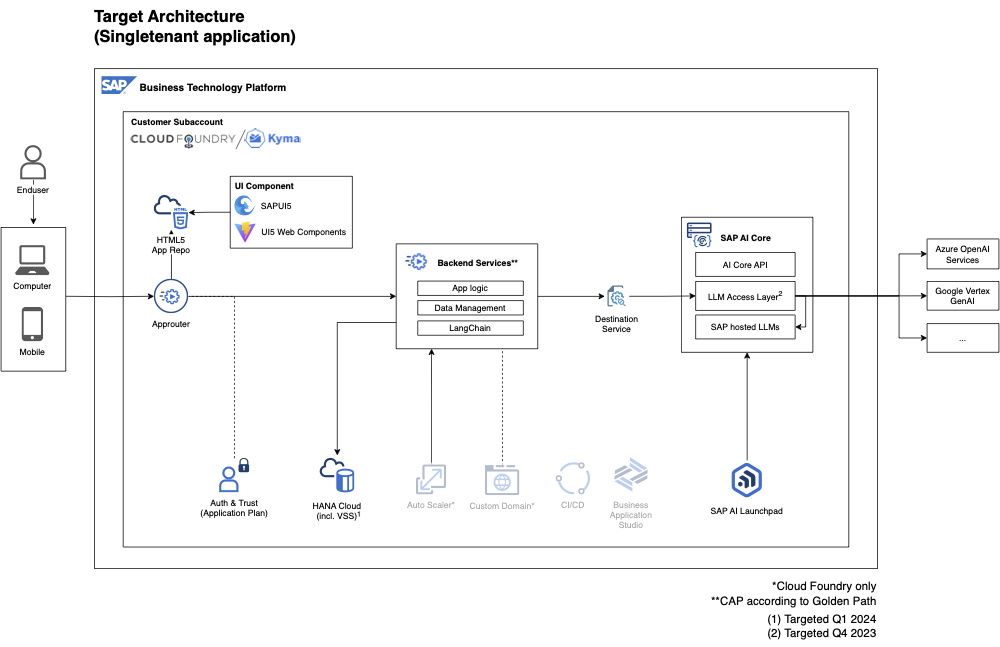 Target Architecture
(Singletenant application)
SAP
Business Technology Platform
Customer Subaccount
CLOUD FOUNDRY
Kyma
Enduser
Computer
Mobile
HTML
5
HTML5
App Repo
UI Component
SAPUI5
UI5 Web Components
Approuter
Backend Services**
App logic
Data Management
LangChain
Destination
Service
SAP AI Core
AI Core API
LLM Access Layer2
SAP hosted LLMs
Azure OpenAI
Services
Google Vertex
GenAI
...
Auth & Trust
(Application Plan)
HANA Cloud
(incl. VSS)1
Auto Scaler*
Custom Domain*
CI/CD
Business
Application
Studio
SAP AI Launchpad
*Cloud Foundry only
**CAP according to Golden Path
(1) Targeted Q1 2024
(2) Targeted Q4 2023